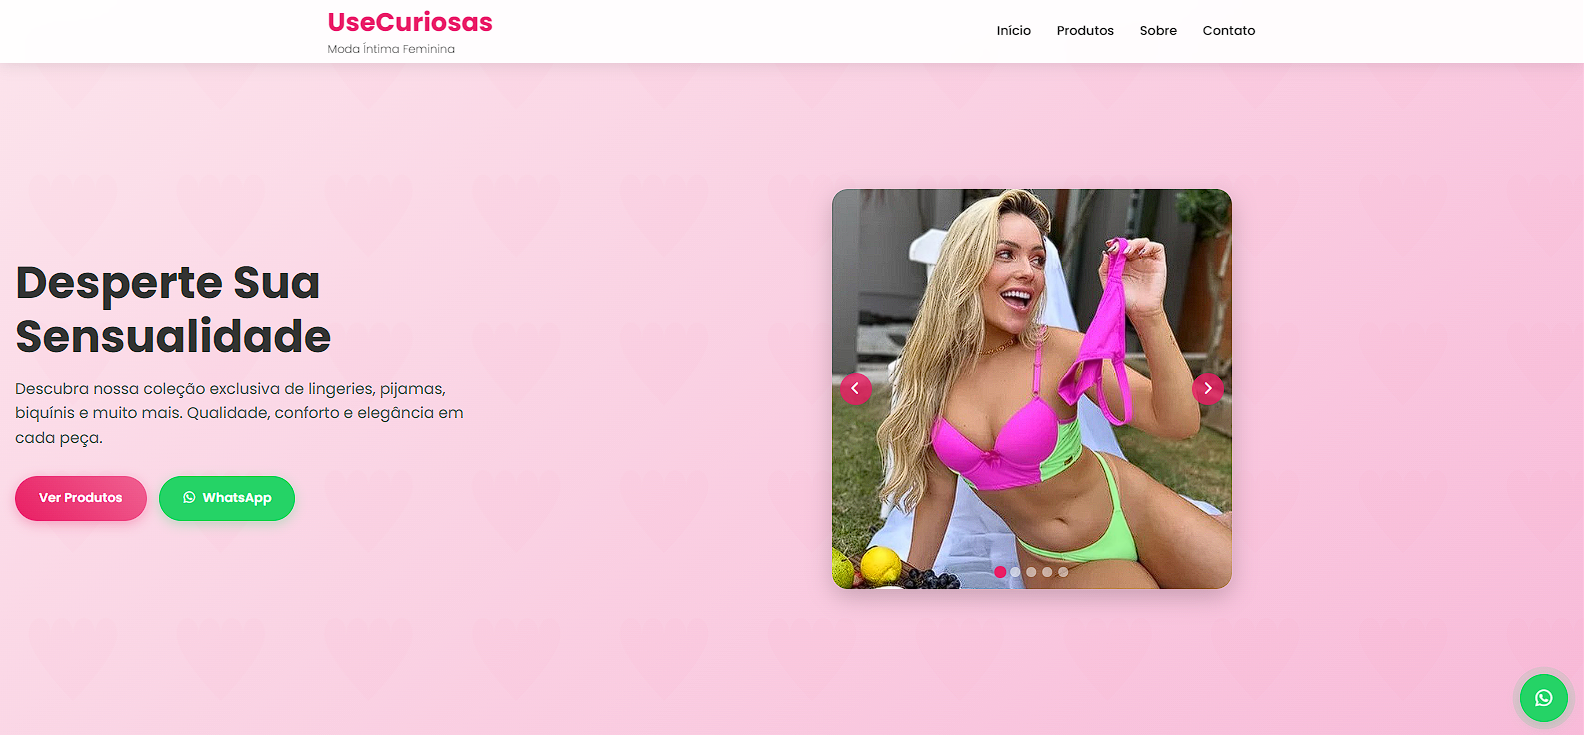 UseCuriosas
Moda Íntima Feminina
Início
Produtos
Sobre
Contato
Desperte Sua
Sensualidade
Descubra nossa coleção exclusiva de lingeries, pijamas,
biquínis e muito mais. Qualidade, conforto e elegância em
cada peça.
Ver Produtos
WhatsApp